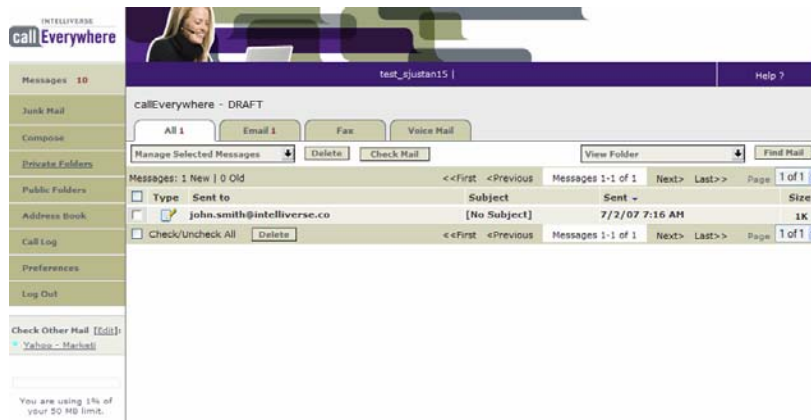 INTELLIVERSE
call Everywhere
test_sjustan15 |
Help ?
Messages 10
Junk Mail
Compose
Private Folders
Public Folders
Address Book
Call Log
Preferences
Log Out
Check Other Mail [Edit]:
Yahoo - Marketi
You are using 1% of
your 50 MB limit.
callEverywhere - DRAFT
All 1 Email 1 Fax Voice Mail
Manage Selected Messages Delete Check Mail View Folder Find Mail
Messages: 1 New | 0 Old <<First <Previous Messages 1-1 of 1 Next> Last>> Page 1 of 1
Type Sent to Subject Sent Size
john.smith@intelliverse.co [No Subject] 7/2/07 7:16 AM 1K
Check/Uncheck All Delete <<First <Previous Messages 1-1 of 1 Next> Last>> Page 1 of 1